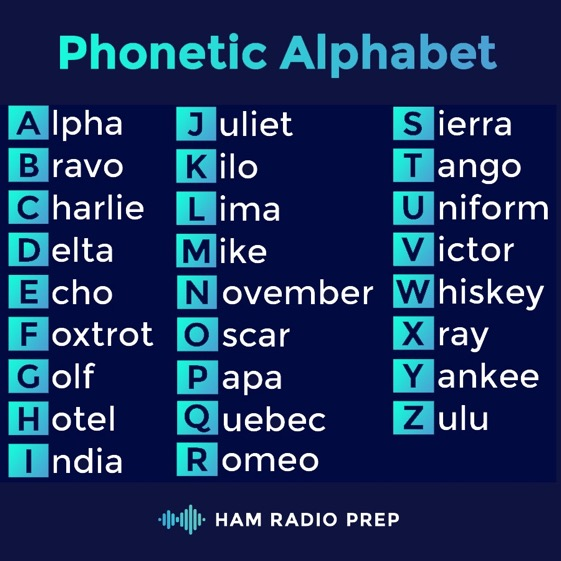 Phonetic Alphabet
Alpha
Bravo
Charlie
Delta
Echo
Foxtrot
Golf
Hotel
India
Juliet
Kilo
Lima
Mike
November
Oscar
Papa
Quebec
Romeo
Sierra
Tango
Uniform
Victor
Whiskey
Xray
Yankee
Zulu
HAM RADIO PREP